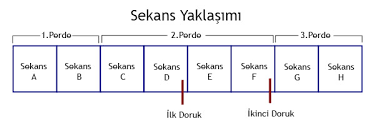 Sekans Yaklaşımı
1.Perde 2.Perde 3.Perde
Sekans A Sekans B Sekans C Sekans D Sekans E Sekans F Sekans G Sekans H
İlk Doruk İkinci Doruk